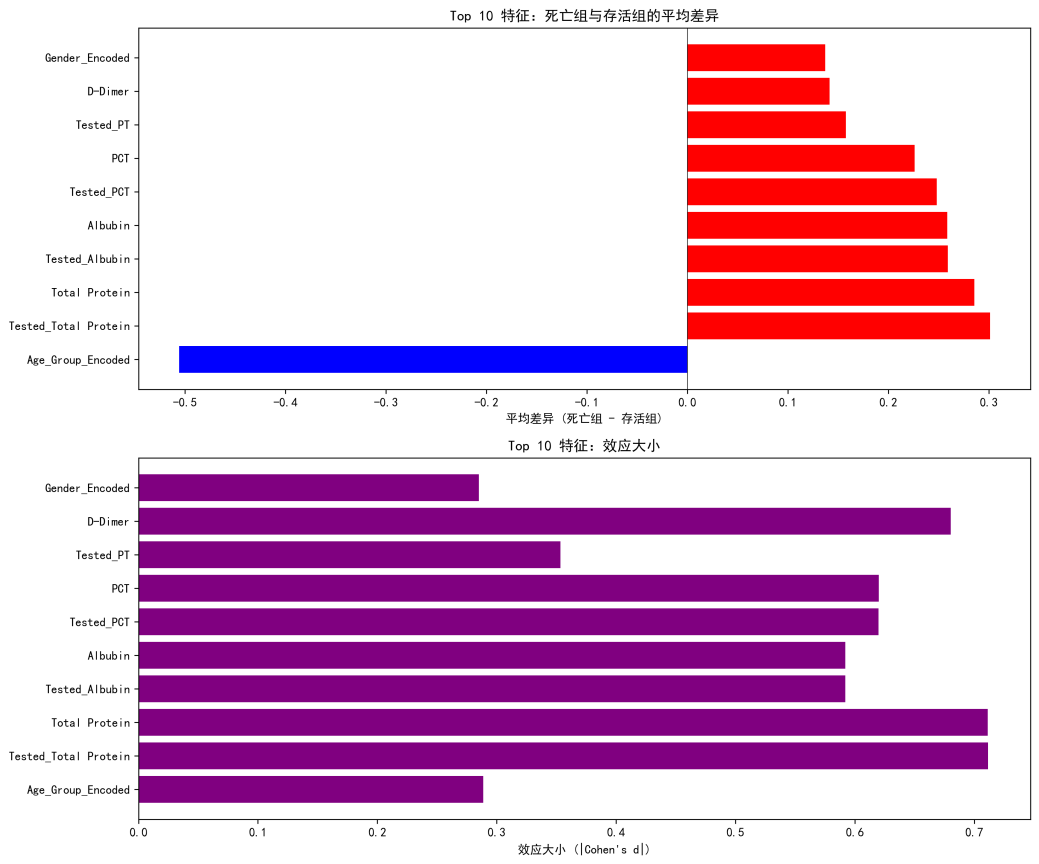 Top 10 特征: 死亡组与存活组的平均差异
Gender_Encoded
D-Dimer
Tested_PT
PCT
Tested_PCT
Albubin
Tested_Albubin
Total Protein
Tested_Total Protein
Age_Group_Encoded
-0.5 -0.4 -0.3 -0.2 -0.1 0.0 0.1 0.2 0.3
平均差异 (死亡组 - 存活组)
Top 10 特征: 效应大小
Gender_Encoded
D-Dimer
Tested_PT
PCT
Tested_PCT
Albubin
Tested_Albubin
Total Protein
Tested_Total Protein
Age_Group_Encoded
0.0 0.1 0.2 0.3 0.4 0.5 0.6 0.7
效应大小 (|Cohen's d|)